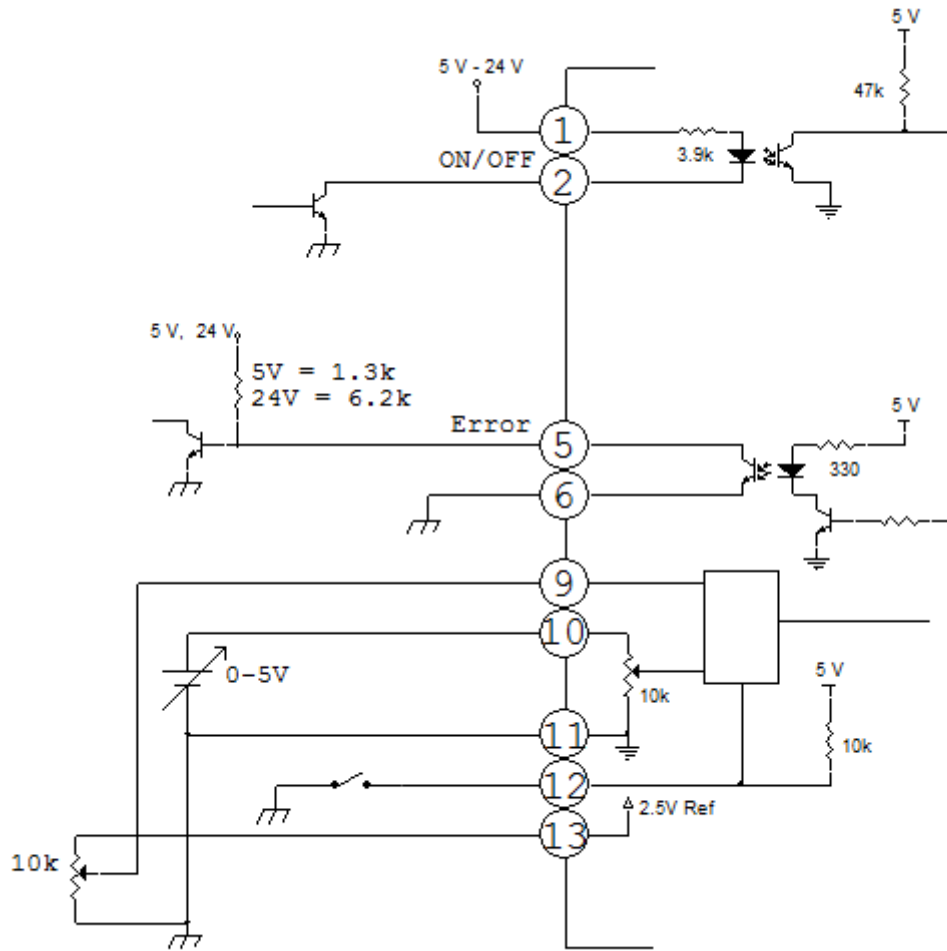 5 V
5 V - 24 V
47k
1
3.9k
ON/OFF
2
5 V, 24 V
5V = 1.3k
24V = 6.2k
5 V
Error
5
330
6
9
10
0-5V
5 V
10k
11
10k
12
2.5V Ref
13
10k